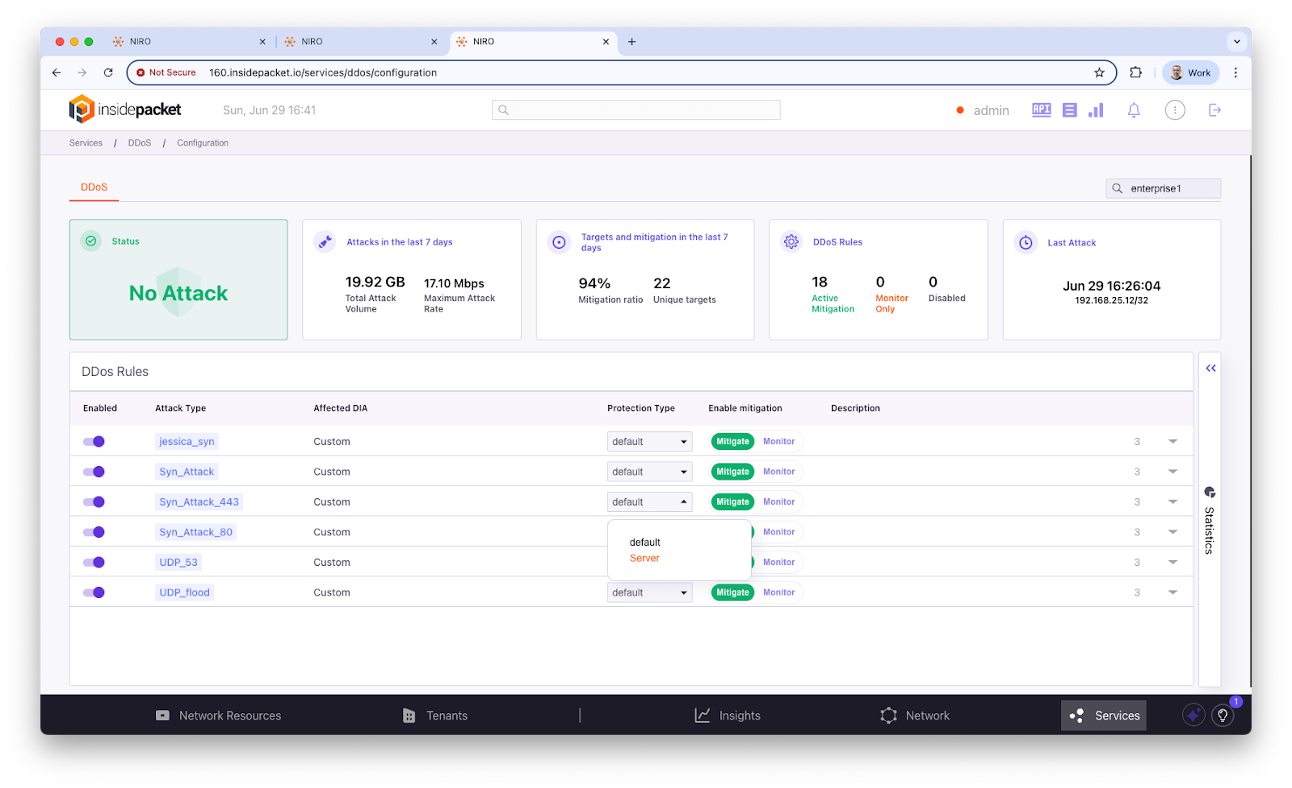 NIRO
NIRO
NIRO
Not Secure 160.insidepacket.io/services/ddos/configuration
Work
insidepacket
Sun, Jun 29 16:41
admin
API
Services / DDoS / Configuration
DDoS
enterprise1
Status
No Attack
Attacks in the last 7 days
19.92 GB
Total Attack
Volume
17.10 Mbps
Maximum Attack
Rate
Targets and mitigation in the last 7
days
94%
Mitigation ratio
22
Unique targets
DDoS Rules
18
Active
Mitigation
0
Monitor
Only
0
Disabled
Last Attack
Jun 29 16:26:04
192.168.25.12/32
DDos Rules
Enabled Attack Type Affected DIA Protection Type Enable mitigation Description
jessica_syn Custom default Mitigate Monitor 3
Syn_Attack Custom default Mitigate Monitor 3
Syn_Attack_443 Custom default Mitigate Monitor 3
Syn_Attack_80 Custom Monitor 3
default
Server
UDP_53 Custom Monitor 3
UDP_flood Custom default Mitigate Monitor 3
Statistics
Network Resources Tenants | Insights Network Services 1